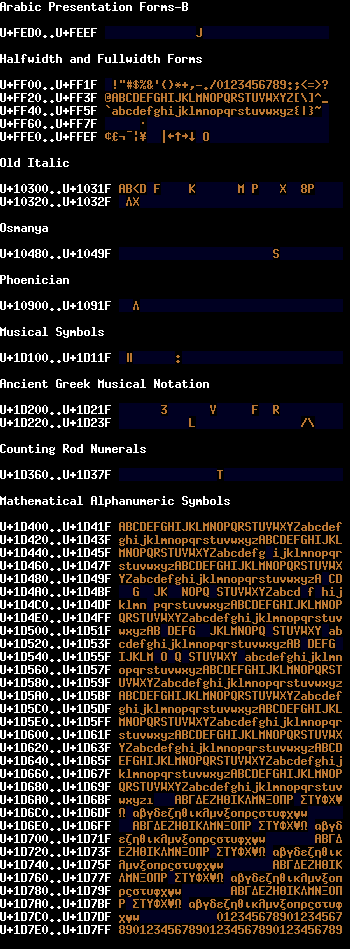 Arabic Presentation Forms-B
U+FED0..U+FEEF J
Halfwidth and Fullwidth Forms
U+FF00..U+FF1F  !"#$%&'()*+,-./0123456789:;<=>?
U+FF20..U+FF3F @ABCDEFGHIJKLMNOPQRSTUVWXYZ[\]^_
U+FF40..U+FF5F `abcdefghijklmnopqrstuvwxyz{|}~
U+FF60..U+FF7F      ·
U+FFE0..U+FFEF ¢£¬¯¦¥  |←↑→↓ O
Old Italic
U+10300..U+1031F AB<D F    K      M P   X  8P
U+10320..U+1032F  ΛX
Osmanya
U+10480..U+1049F                       S
Phoenician
U+10900..U+1091F   Λ
Musical Symbols
U+1D100..U+1D11F  ‖      :
Ancient Greek Musical Notation
U+1D200..U+1D21F       3      V     F  R
U+1D220..U+1D23F           L               /\
Counting Rod Numerals
U+1D360..U+1D37F               T
Mathematical Alphanumeric Symbols
U+1D400..U+1D41F ABCDEFGHIJKLMNOPQRSTUVWXYZabcdef
U+1D420..U+1D43F ghijklmnopqrstuvwxyzABCDEFGHIJKL
U+1D440..U+1D45F MNOPQRSTUVWXYZabcdefg ijklmnopqr
U+1D460..U+1D47F stuvwxyzABCDEFGHIJKLMNOPQRSTUVWX
U+1D480..U+1D49F YZabcdefghijklmnopqrstuvwxyzA CD
U+1D4A0..U+1D4BF   G  JK  NOPQ STUVWXYZabcd f hij
U+1D4C0..U+1D4DF klmn pqrstuvwxyzABCDEFGHIJKLMNOP
U+1D4E0..U+1D4FF QRSTUVWXYZabcdefghijklmnopqrstuv
U+1D500..U+1D51F wxyzAB DEFG  JKLMNOPQ STUVWXY ab
U+1D520..U+1D53F cdefghijklmnopqrstuvwxyzAB DEFG
U+1D540..U+1D55F IJKLM O Q STUVWXY abcdefghijklmn
U+1D560..U+1D57F opqrstuvwxyzABCDEFGHIJKLMNOPQRST
U+1D580..U+1D59F UVWXYZabcdefghijklmnopqrstuvwxyz
U+1D5A0..U+1D5BF ABCDEFGHIJKLMNOPQRSTUVWXYZabcdef
U+1D5C0..U+1D5DF ghijklmnopqrstuvwxyzABCDEFGHIJKL
U+1D5E0..U+1D5FF MNOPQRSTUVWXYZabcdefghijklmnopqr
U+1D600..U+1D61F stuvwxyzABCDEFGHIJKLMNOPQRSTUVWX
U+1D620..U+1D63F YZabcdefghijklmnopqrstuvwxyzABCD
U+1D640..U+1D65F EFGHIJKLMNOPQRSTUVWXYZabcdefghij
U+1D660..U+1D67F klmnopqrstuvwxyzABCDEFGHIJKLMNOP
U+1D680..U+1D69F QRSTUVWXYZabcdefghijklmnopqrstuv
U+1D6A0..U+1D6BF wxyzı   ΑΒΓΔΕΖΗΘΙΚΛΜΝΞΟΠΡ ΣΤΥΦΧΨ
U+1D6C0..U+1D6DF Ω αβγδεζηθικλμνξοπρςστυφχψω
U+1D6E0..U+1D6FF   ΑΒΓΔΕΖΗΘΙΚΛΜΝΞΟΠΡ ΣΤΥΦΧΨΩ αβγδ
U+1D700..U+1D71F εζηθικλμνξοπρςστυφχψω       ΑΒΓΔ
U+1D720..U+1D73F ΕΖΗΘΙΚΛΜΝΞΟΠΡ ΣΤΥΦΧΨΩ αβγδεζηθικ
U+1D740..U+1D75F λμνξοπρςστυφχψω       ΑΒΓΔΕΖΗΘΙΚ
U+1D760..U+1D77F ΛΜΝΞΟΠΡ ΣΤΥΦΧΨΩ αβγδεζηθικλμνξοπ
U+1D780..U+1D79F ρςστυφχψω       ΑΒΓΔΕΖΗΘΙΚΛΜΝΞΟΠ
U+1D7A0..U+1D7BF Ρ ΣΤΥΦΧΨΩ αβγδεζηθικλμνξοπρςστυφ
U+1D7C0..U+1D7DF χψω           012345678901234567
U+1D7E0..U+1D7FF 89012345678901234567890123456789